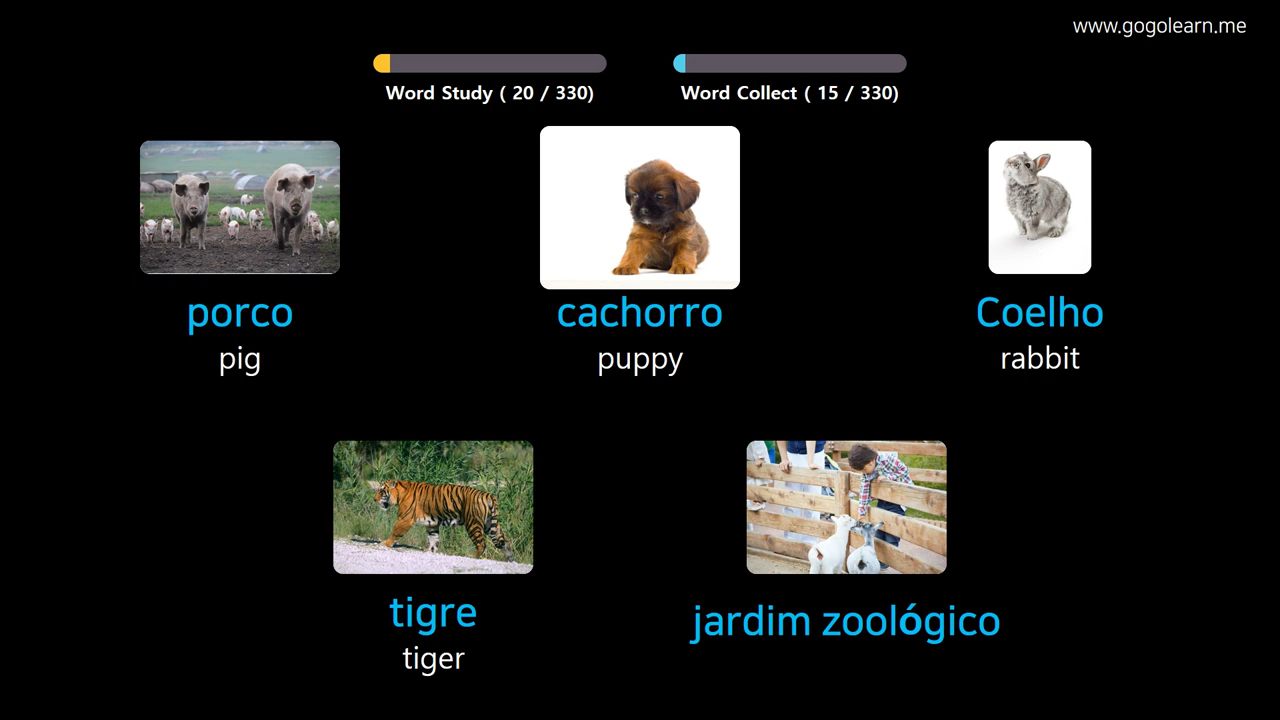 www.gogolearn.me
Word Study ( 20 / 330)
Word Collect ( 15 / 330)
porco
pig
cachorro
puppy
Coelho
rabbit
tigre
tiger
jardim zoológico